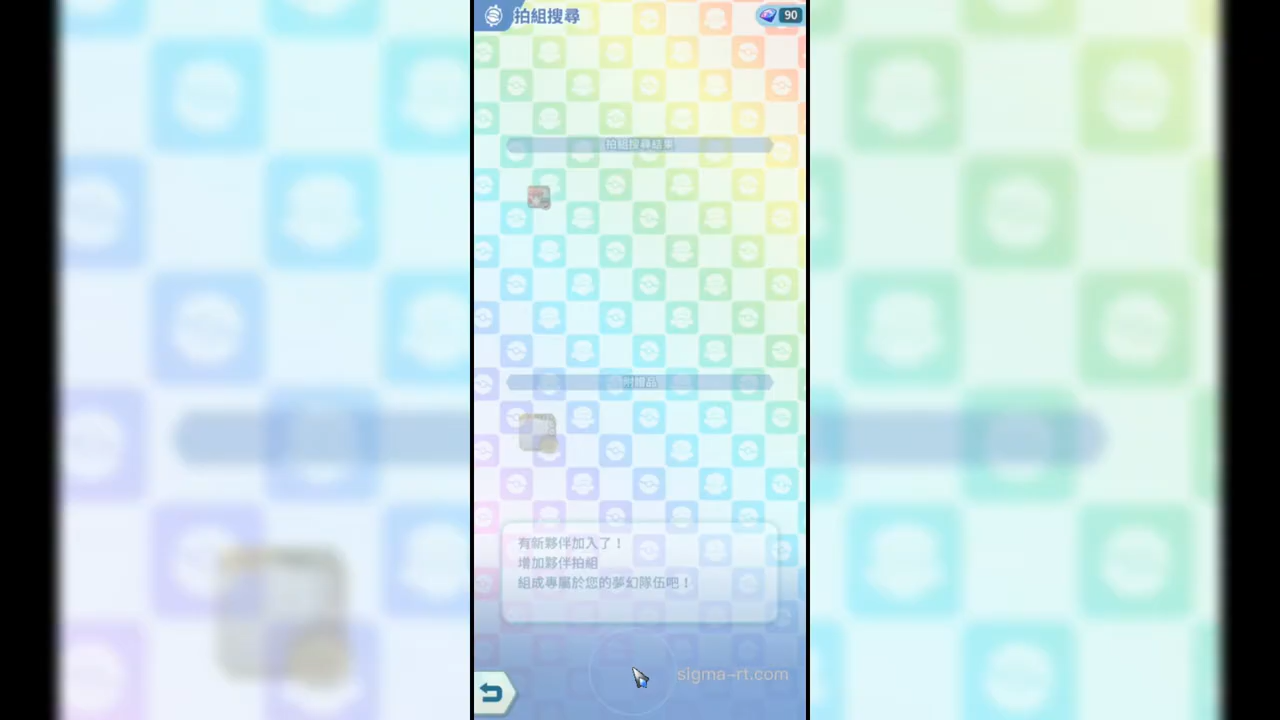 拍組搜尋
90
拍組搜尋結果
附贈品
有新夥伴加入了！
增加夥伴拍組
組成專屬於您的夢幻隊伍吧！
sigma-rt.com